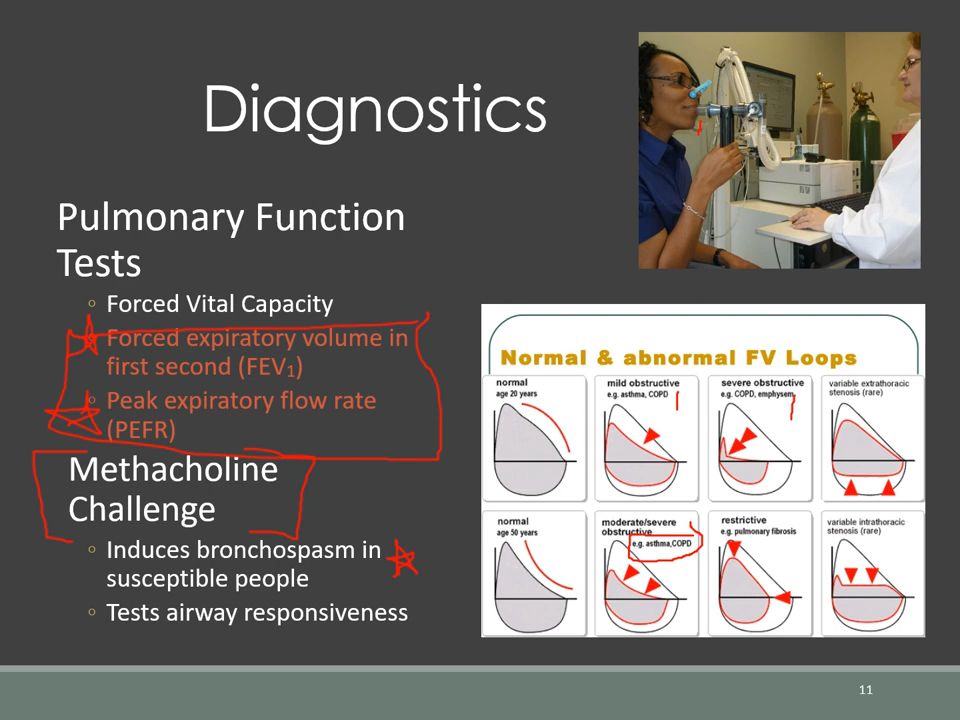 Diagnostics
Pulmonary Function
Tests
◦ Forced Vital Capacity
◦ Forced expiratory volume in
first second (FEV₁)
◦ Peak expiratory flow rate
(PEFR)
Methacholine
Challenge
◦ Induces bronchospasm in
susceptible people
◦ Tests airway responsiveness
Normal & abnormal FV Loops
normal
age 20 years
mild obstructive
e.g. asthma, COPD
severe obstructive
e.g. COPD, emphysem
variable extrathoracic
stenosis (rare)
normal
age 50 years
moderate/severe
obstructive
e.g. asthma,COPD
restrictive
e.g. pulmonary fibrosis
variable intrathoracic
stenosis (rare)
11